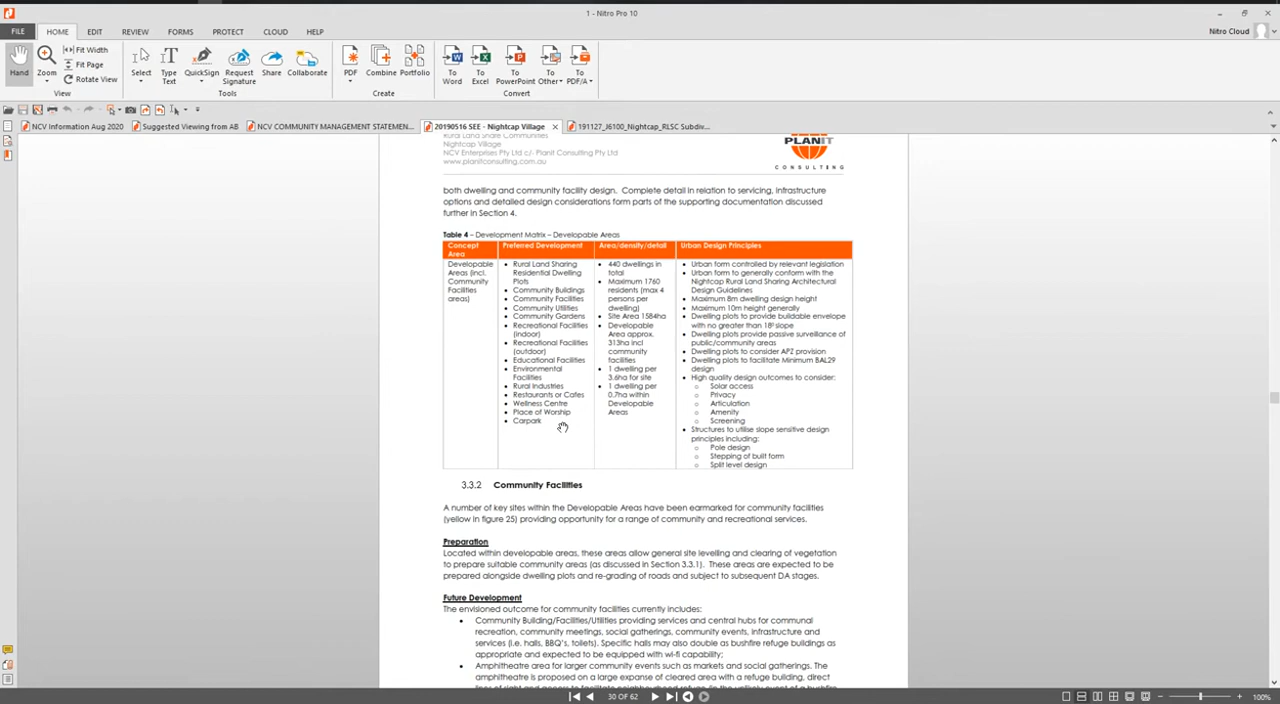 1 - Nitro Pro 10
FILE HOME EDIT REVIEW FORMS PROTECT CLOUD HELP
Nitro Cloud
Hand
Zoom
Fit Width
Fit Page
Rotate View
View
Select
Type Text
QuickSign
Request Signature
Share
Collaborate
Tools
PDF
Combine
Portfolio
Create
To Word
To Excel
To PowerPoint
To Other
To PDF/A
Convert
NCV Information Aug 2020
Suggested Viewing from AB
NCV COMMUNITY MANAGEMENT STATEMEN...
20190516 SEE - Nightcap Village
191127_J6100_Nightcap_RLSC Subdiv...
Rural Land Share Communities
Nightcap Village
NCV Enterprises Pty Ltd c/- Planit Consulting Pty Ltd
www.planitconsulting.com.au
PLANIT
CONSULTING
both dwelling and community facility design. Complete detail in relation to servicing, infrastructure
options and detailed design considerations form parts of the supporting documentation discussed
further in Section 4.
Table 4 – Development Matrix – Developable Areas
Concept Area
Preferred Development
Area/density/detail
Urban Design Principles
Developable
Areas (incl.
Community
Facilities
areas)
• Rural Land Sharing
Residential Dwelling
Plots
• Community Buildings
• Community Facilities
• Community Utilities
• Community Gardens
• Recreational Facilities
(indoor)
• Recreational Facilities
(outdoor)
• Educational Facilities
• Environmental
Facilities
• Rural Industries
• Restaurants or Cafes
• Wellness Centre
• Place of Worship
• Carpark
• 440 dwellings in
total
• Maximum 1760
residents (max 4
persons per
dwelling)
• Site Area 1584ha
• Developable
Area approx.
313ha incl
community
facilities
• 1 dwelling per
3.6ha for site
• 1 dwelling per
0.7ha within
Developable
Areas
• Urban form controlled by relevant legislation
• Urban form to generally conform with the
Nightcap Rural Land Sharing Architectural
Design Guidelines
• Maximum 8m dwelling design height
• Maximum 10m height generally
• Dwelling plots to provide buildable envelope
with no greater than 18° slope
• Dwelling plots provide passive surveillance of
public/community areas
• Dwelling plots to consider APZ provision
• Dwelling plots to facilitate Minimum BAL29
design
• High quality design outcomes to consider:
o Solar access
o Privacy
o Articulation
o Amenity
o Screening
• Structures to utilise slope sensitive design
principles including:
o Pole design
o Stepping of built form
o Split level design
3.3.2 Community Facilities
A number of key sites within the Developable Areas have been earmarked for community facilities
(yellow in figure 25) providing opportunity for a range of community and recreational services.
Preparation
Located within developable areas, these areas allow general site levelling and clearing of vegetation
to prepare suitable community areas (as discussed in Section 3.3.1). These areas are expected to be
prepared alongside dwelling plots and re-grading of roads and subject to subsequent DA stages.
Future Development
The envisioned outcome for community facilities currently includes:
• Community Building/Facilities/Utilities providing services and central hubs for communal
recreation, community meetings, social gatherings, community events, infrastructure and
services (i.e. halls, BBQ's, toilets). Specific halls may also double as bushfire refuge buildings as
appropriate and expected to be equipped with wi-fi capability;
• Amphitheatre area for larger community events such as markets and social gatherings. The
amphitheatre is proposed on a large expanse of cleared area with a refuge building, direct
30 OF 62
100%